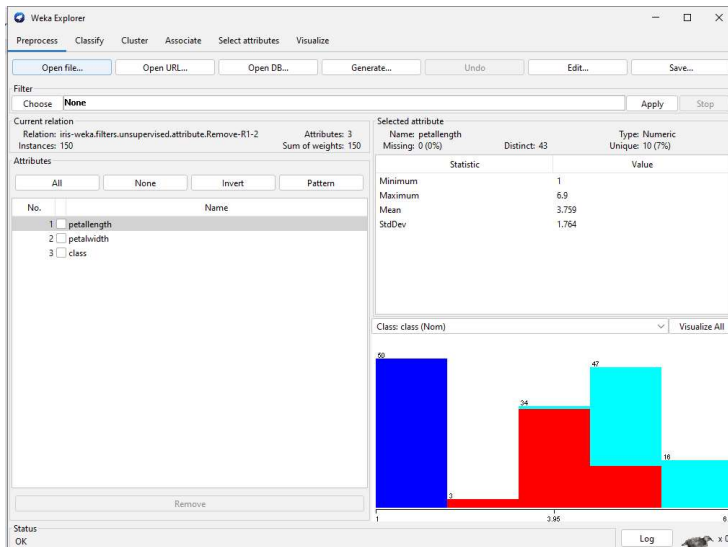 Weka Explorer
Preprocess Classify Cluster Associate Select attributes Visualize
Open file... Open URL... Open DB... Generate... Undo Edit... Save...
Filter
Choose None Apply Stop
Current relation
Relation: iris-weka.filters.unsupervised.attribute.Remove-R1-2 Attributes: 3
Instances: 150 Sum of weights: 150
Attributes
All None Invert Pattern
No. Name
1 petallength
2 petalwidth
3 class
Remove
Selected attribute
Name: petallength Type: Numeric
Missing: 0 (0%) Distinct: 43 Unique: 10 (7%)
Statistic Value
Minimum 1
Maximum 6.9
Mean 3.759
StdDev 1.764
Class: class (Nom) Visualize All
50
3
34
47
16
1 3.95 6
Status
OK Log x